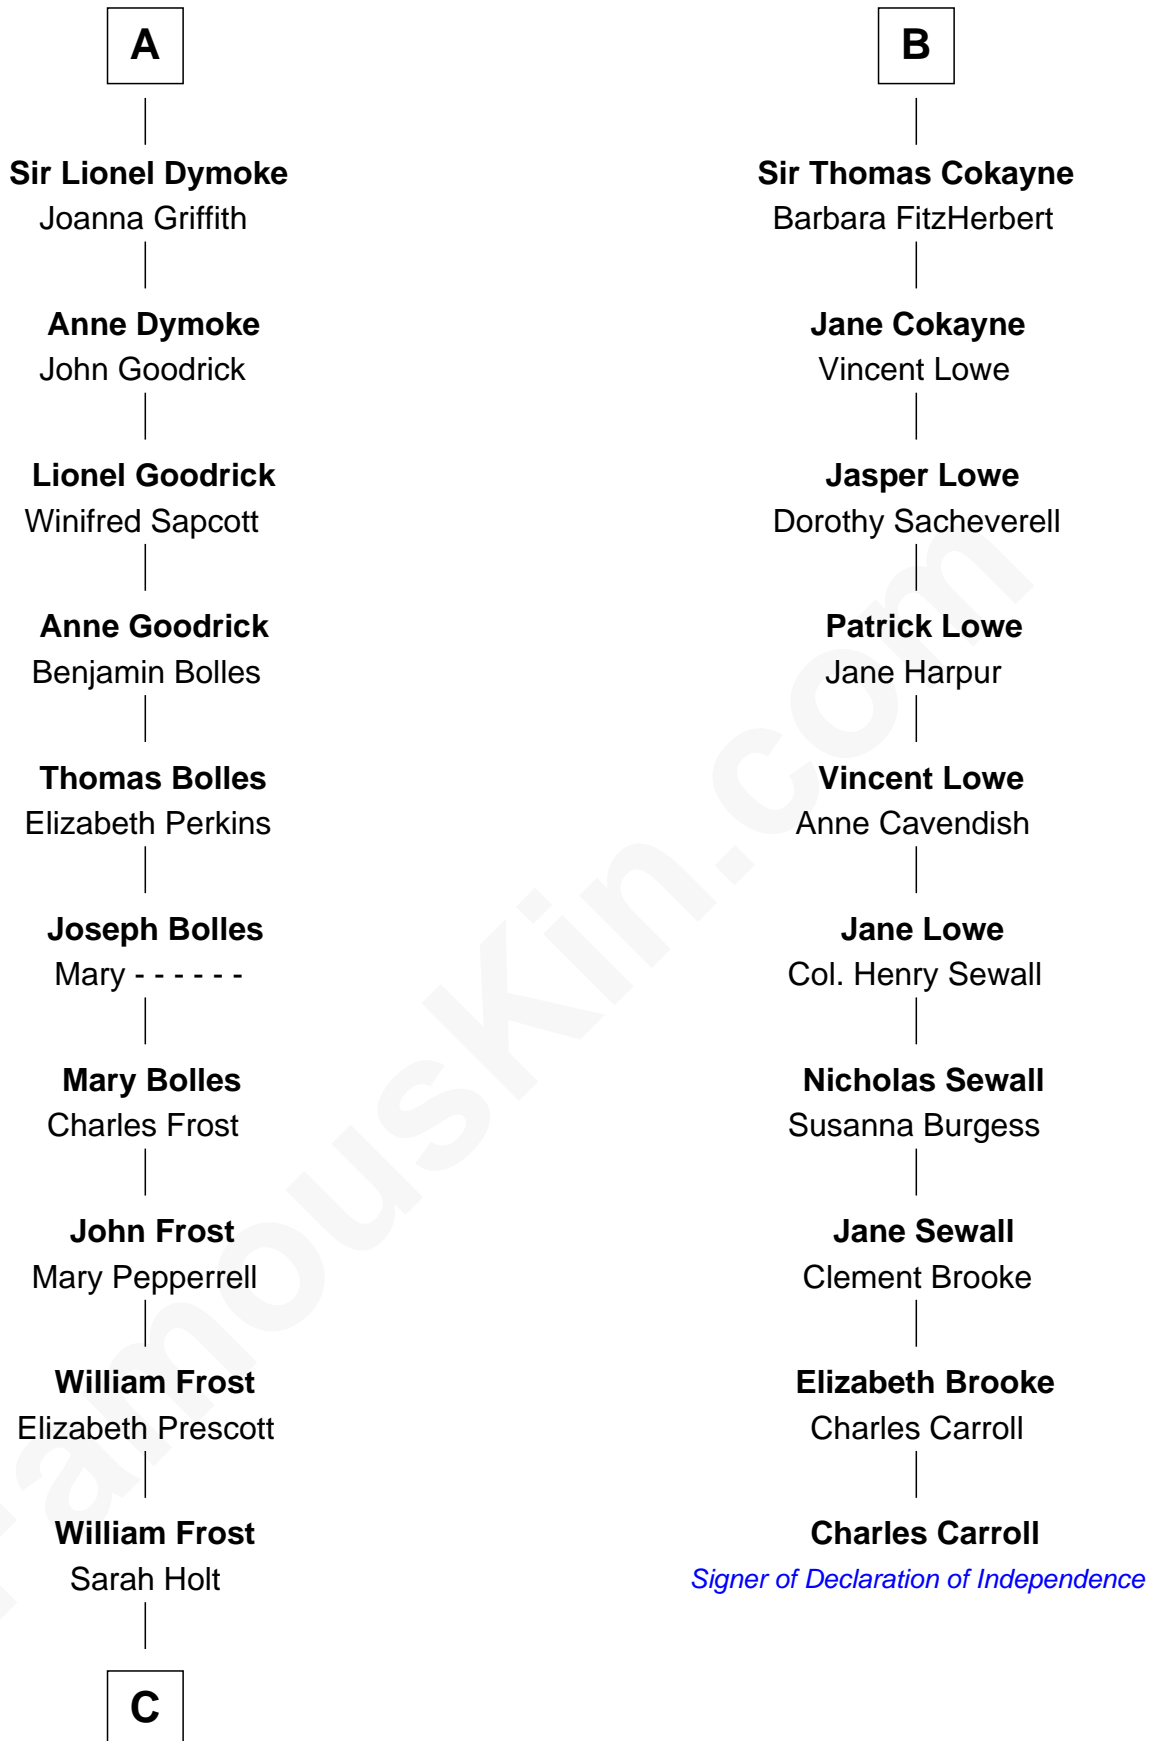 A
Sir Lionel Dymoke
Joanna Griffith
Anne Dymoke
John Goodrick
Lionel Goodrick
Winifred Sapcott
Anne Goodrick
Benjamin Bolles
Thomas Bolles
Elizabeth Perkins
Joseph Bolles
Mary - - - - - -
Mary Bolles
Charles Frost
John Frost
Mary Pepperrell
William Frost
Elizabeth Prescott
William Frost
Sarah Holt
C
B
Sir Thomas Cokayne
Barbara FitzHerbert
Jane Cokayne
Vincent Lowe
Jasper Lowe
Dorothy Sacheverell
Patrick Lowe
Jane Harpur
Vincent Lowe
Anne Cavendish
Jane Lowe
Col. Henry Sewall
Nicholas Sewall
Susanna Burgess
Jane Sewall
Clement Brooke
Elizabeth Brooke
Charles Carroll
Charles Carroll
Signer of Declaration of Independence
FamousKin.com